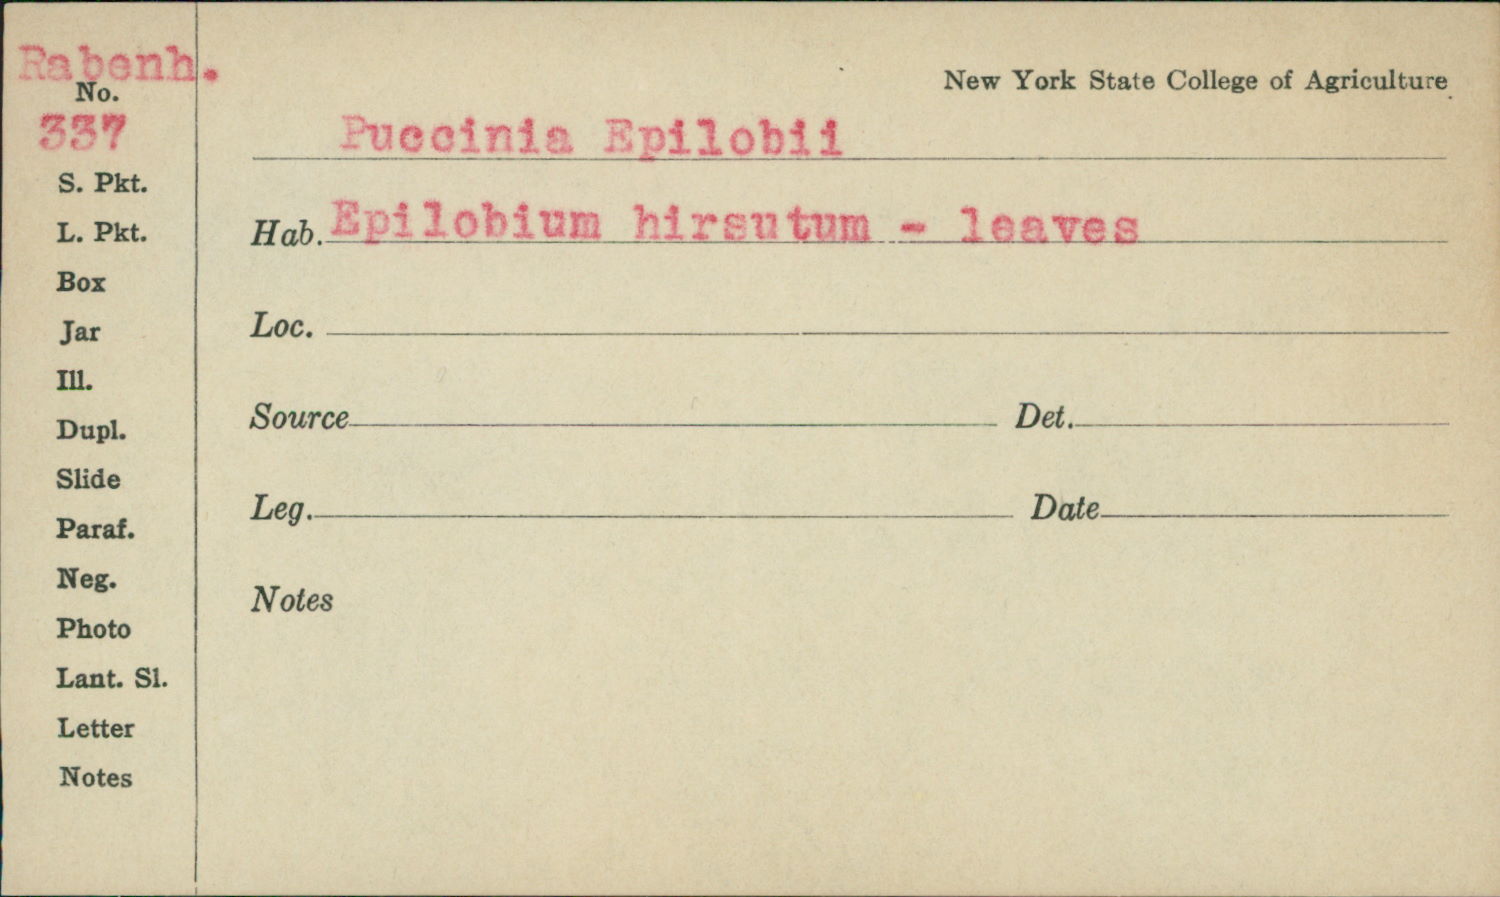 Rabenh.
No.
337
S. Pkt.
L. Pkt.
Box
Jar
Ill.
Dupl.
Slide
Paraf.
Neg.
Photo
Lant. Sl.
Letter
Notes
New York State College of Agriculture
Puccinia Epilobii
Hab. Epilobium hirsutum - leaves
Loc.
Source Det.
Leg. Date
Notes